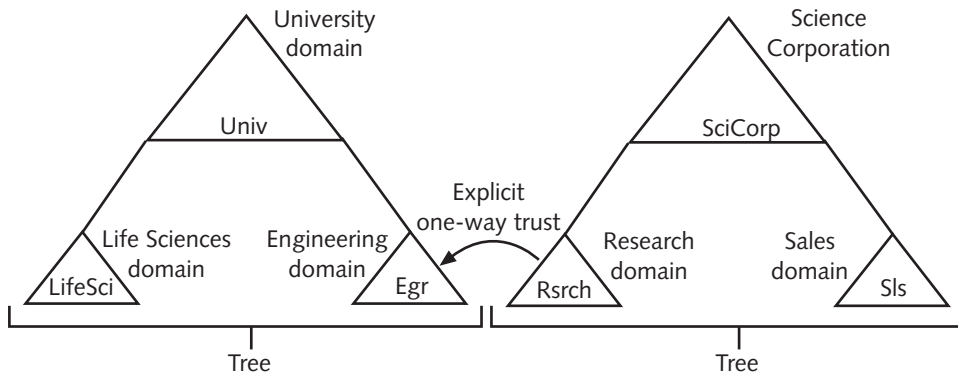 University
domain
Univ
Life Sciences
domain
LifeSci
Engineering
domain
Egr
Tree
Explicit
one-way trust
Science
Corporation
SciCorp
Research
domain
Rsrch
Sales
domain
Sls
Tree